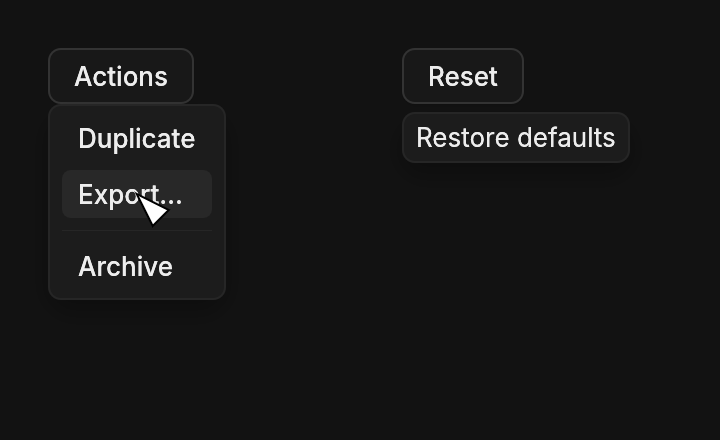 Actions
Duplicate
Export...
Archive
Reset
Restore defaults